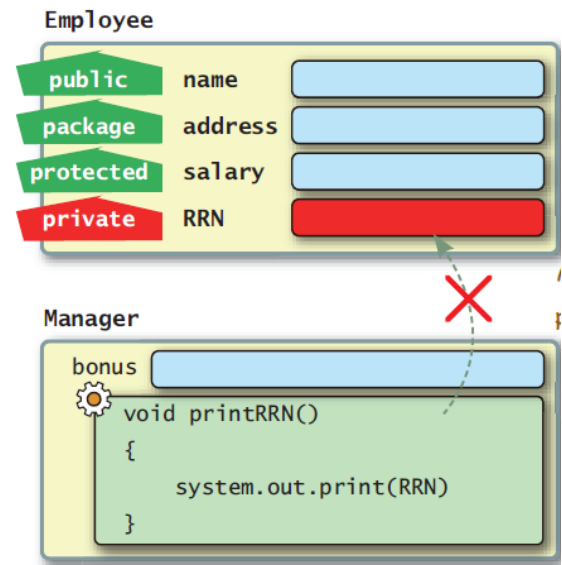 Employee
public name
package address
protected salary
private RRN
Manager
bonus
void printRRN()
{
system.out.print(RRN)
}